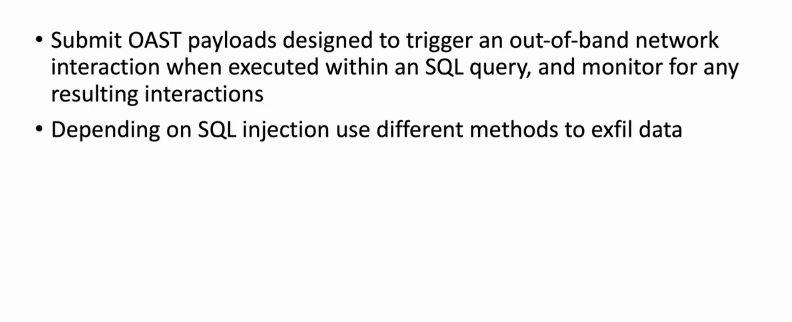 • Submit OAST payloads designed to trigger an out-of-band network
interaction when executed within an SQL query, and monitor for any
resulting interactions
• Depending on SQL injection use different methods to exfil data